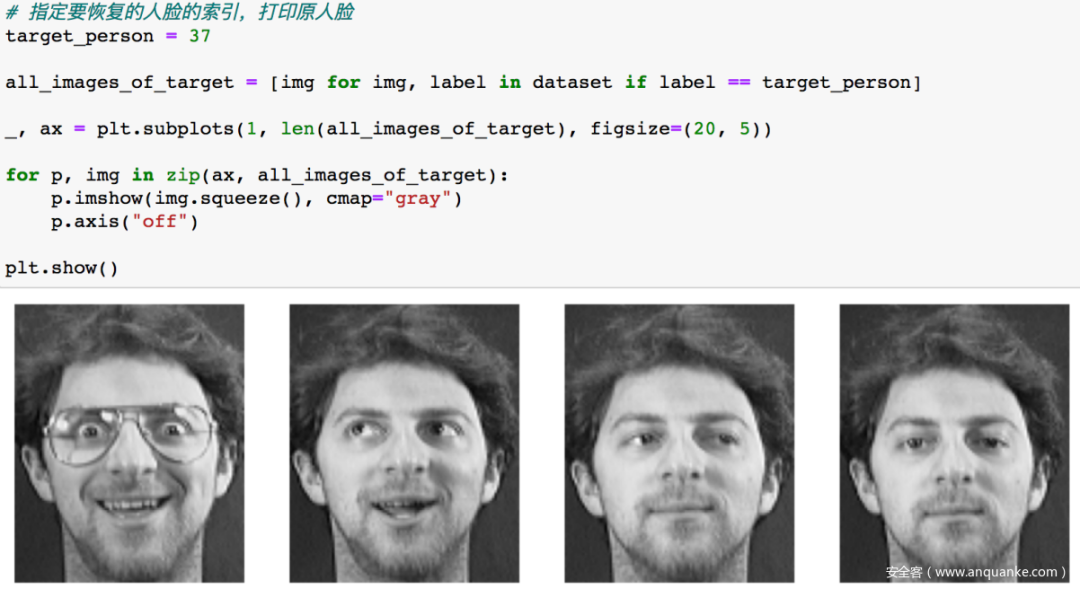 # 指定要恢复的人脸的索引，打印原人脸
target_person = 37
all_images_of_target = [img for img, label in dataset if label == target_person]
_, ax = plt.subplots(1, len(all_images_of_target), figsize=(20, 5))
for p, img in zip(ax, all_images_of_target):
    p.imshow(img.squeeze(), cmap="gray")
    p.axis("off")
plt.show()
安全客（www.anquanke.com）